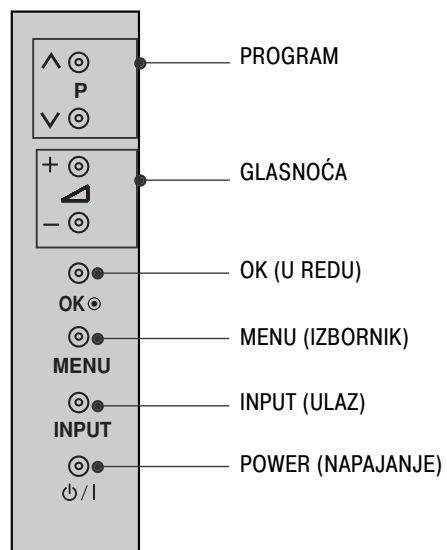 PROGRAM
P
+
GLASNOĆA
-
OK (U REDU)
OK
MENU (IZBORNIK)
MENU
INPUT (ULAZ)
INPUT
POWER (NAPAJANJE)
⏻/I